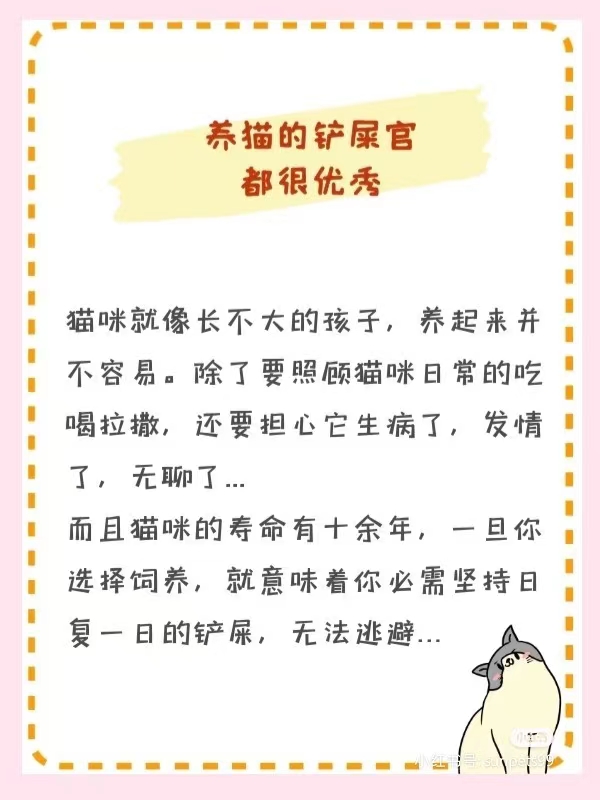 养猫的铲屎官
都很优秀
猫咪就像长不大的孩子，养起来并
不容易。除了要照顾猫咪日常的吃
喝拉撒，还要担心它生病了，发情
了，无聊了...
而且猫咪的寿命有十余年，一旦你
选择饲养，就意味着你必需坚持日
复一日的铲屎，无法逃避...
小红书